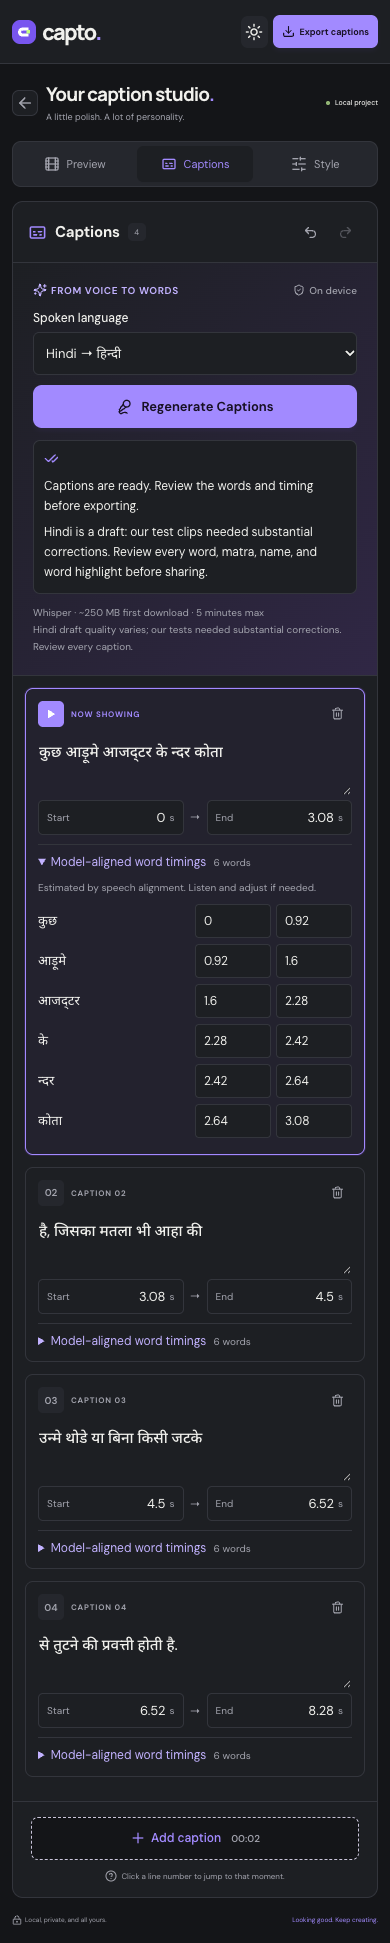 capto.
Export captions
Your caption studio.
A little polish. A lot of personality.
Local project
Preview
Captions
Style
Captions 4
FROM VOICE TO WORDS
On device
Spoken language
Hindi → हिन्दी
Regenerate Captions
Captions are ready. Review the words and timing
before exporting.
Hindi is a draft: our test clips needed substantial
corrections. Review every word, matra, name, and
word highlight before sharing.
Whisper · ~250 MB first download · 5 minutes max
Hindi draft quality varies; our tests needed substantial corrections.
Review every caption.
NOW SHOWING
कुछ आड़ूमे आजद्टर के न्दर कोता
Start 0 s → End 3.08 s
Model-aligned word timings 6 words
Estimated by speech alignment. Listen and adjust if needed.
कुछ 0 0.92
आड़ूमे 0.92 1.6
आजद्टर 1.6 2.28
के 2.28 2.42
न्दर 2.42 2.64
कोता 2.64 3.08
02 CAPTION 02
है, जिसका मतला भी आहा की
Start 3.08 s → End 4.5 s
Model-aligned word timings 6 words
03 CAPTION 03
उन्मे थोडे या बिना किसी जटके
Start 4.5 s → End 6.52 s
Model-aligned word timings 6 words
04 CAPTION 04
से तुटने की प्रवत्ती होती है.
Start 6.52 s → End 8.28 s
Model-aligned word timings 6 words
+ Add caption 00:02
Click a line number to jump to that moment.
Local, private, and all yours.
Looking good. Keep creating.